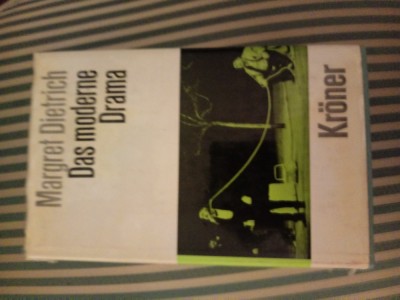 Margret Dietrich
Das moderne
Drama
Kröner